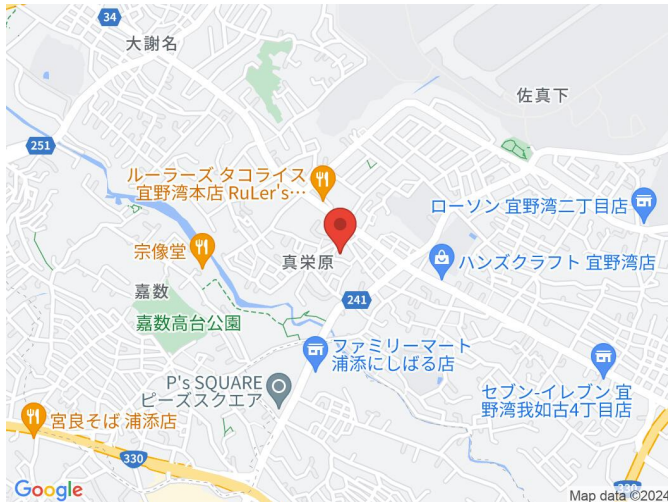 34
大謝名
佐真下
251
ルーラーズ タコライス
宜野湾本店 RuLer's…
ローソン 宜野湾二丁目店
宗像堂
真栄原
ハンズクラフト 宜野湾店
嘉数
241
嘉数高台公園
ファミリーマート
浦添にしばる店
P's SQUARE
ピーズスクエア
セブン-イレブン 宜
野湾我如古4丁目店
宮良そば 浦添店
330
330
Google
Map data ©2024